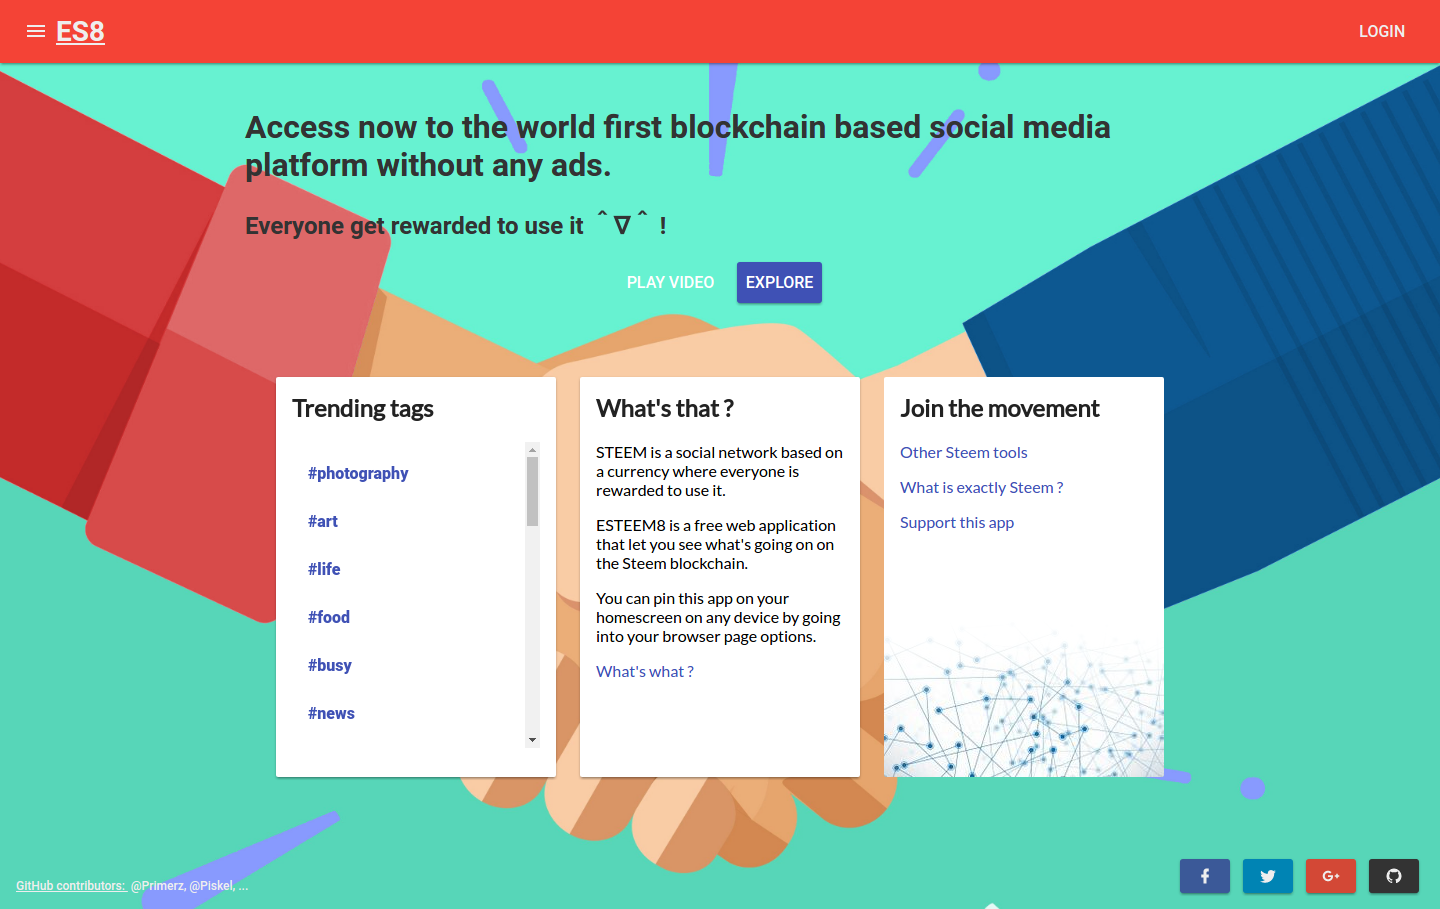 ES8
LOGIN
Access now to the world first blockchain based social media
platform without any ads.
Everyone get rewarded to use it ＾∇＾ !
PLAY VIDEO
EXPLORE
Trending tags
#photography
#art
#life
#food
#busy
#news
What's that ?
STEEM is a social network based on
a currency where everyone is
rewarded to use it.
ESTEEM8 is a free web application
that let you see what's going on on
the Steem blockchain.
You can pin this app on your
homescreen on any device by going
into your browser page options.
What's what ?
Join the movement
Other Steem tools
What is exactly Steem ?
Support this app
GitHub contributors: @Primerz, @Piskel, ...